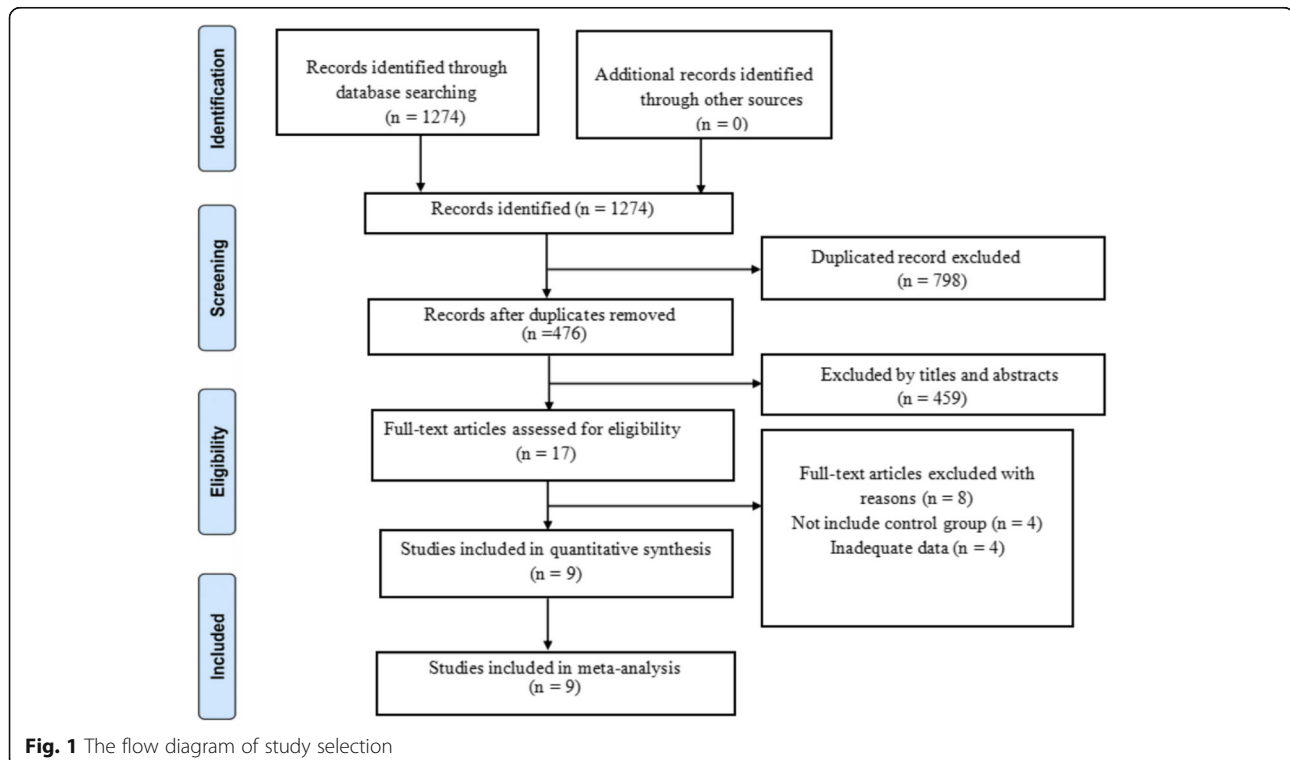 Identification
Records identified through
database searching
(n = 1274)
Additional records identified
through other sources
(n = 0)
Screening
Records identified (n = 1274)
Duplicated record excluded
(n = 798)
Records after duplicates removed
(n =476)
Excluded by titles and abstracts
(n = 459)
Eligibility
Full-text articles assessed for eligibility
(n = 17)
Full-text articles excluded with
reasons (n = 8)
Not include control group (n = 4)
Inadequate data (n = 4)
Studies included in quantitative synthesis
(n = 9)
Included
Studies included in meta-analysis
(n = 9)
Fig. 1 The flow diagram of study selection